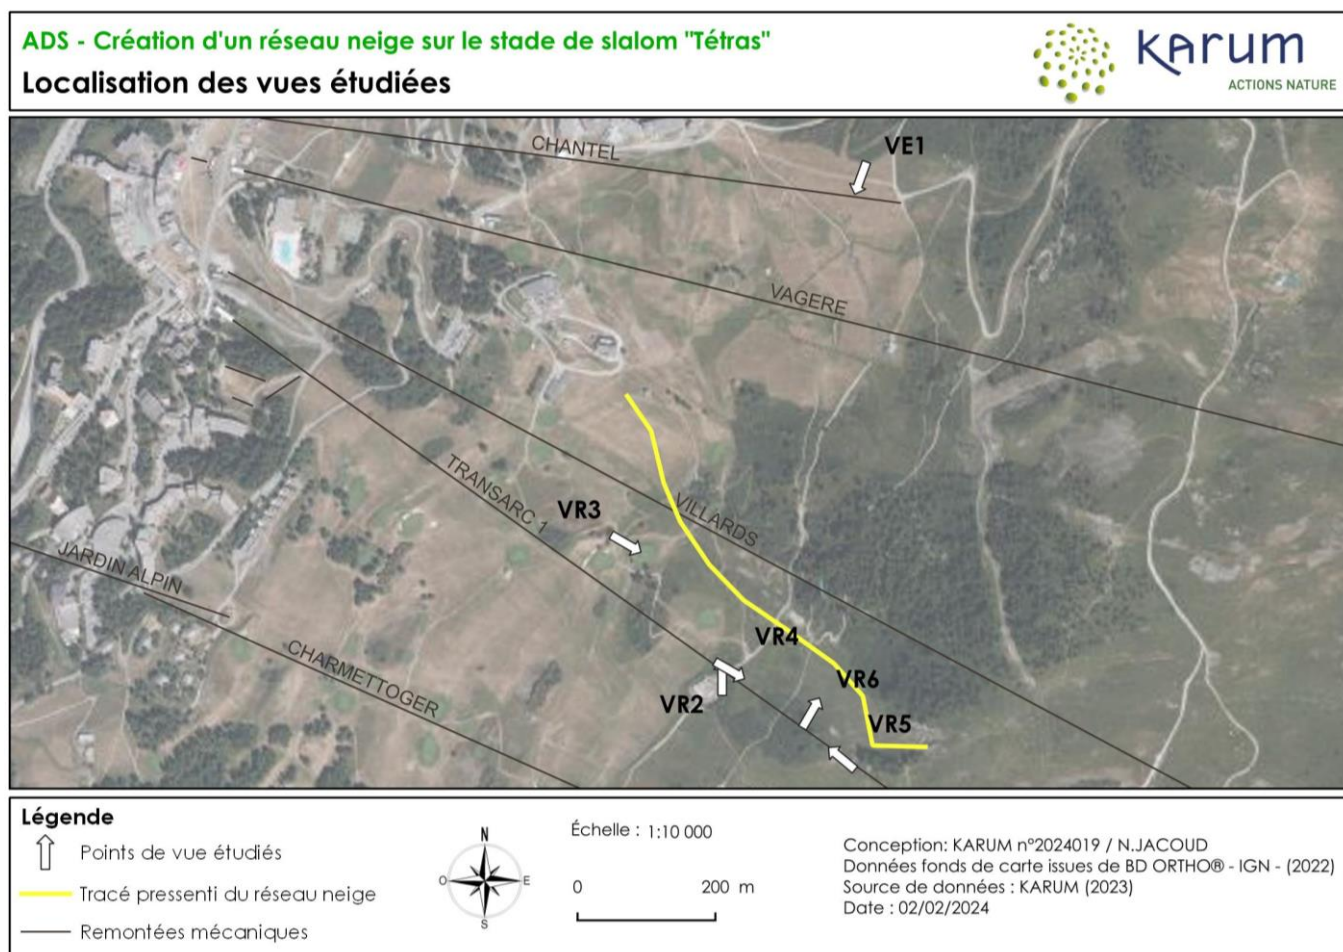 ADS - Création d'un réseau neige sur le stade de slalom "Tétras"
Localisation des vues étudiées
KARUM
ACTIONS NATURE
CHANTEL
VE1
VAGERE
TRANSARC 1
VILLARDS
VR3
JARDIN ALPIN
CHARMETTOGER
VR4
VR6
VR2
VR5
Légende
Points de vue étudiés
Tracé pressenti du réseau neige
Remontées mécaniques
N
O
E
S
Échelle : 1:10 000
0 200 m
Conception: KARUM n°2024019 / N.JACOUD
Données fonds de carte issues de BD ORTHO® - IGN - (2022)
Source de données : KARUM (2023)
Date : 02/02/2024